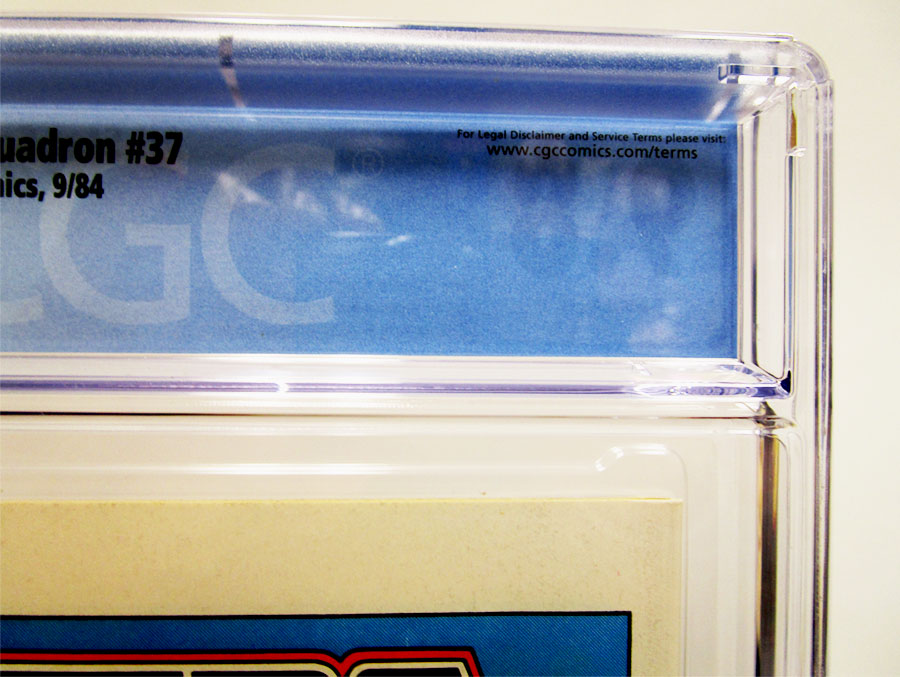 uadron #37
mics, 9/84
For Legal Disclaimer and Service Terms please visit:
www.cgccomics.com/terms
CGC®